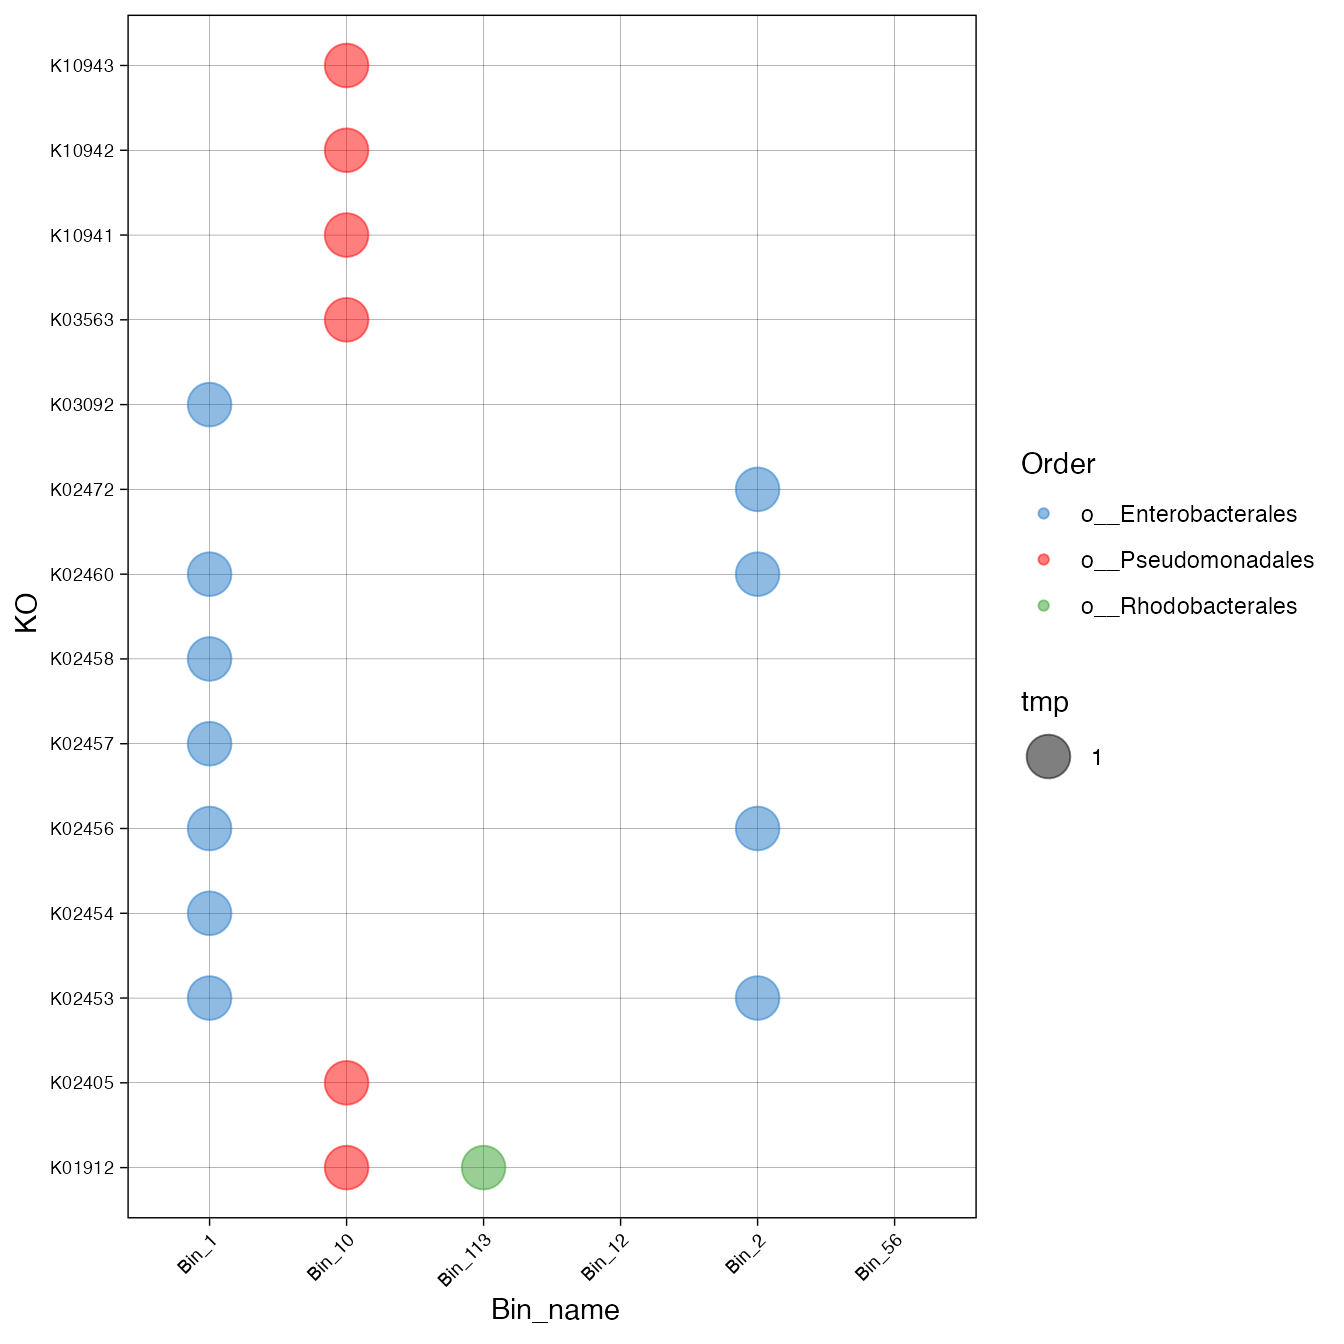 K10943
K10942
K10941
K03563
K03092
K02472
K02460
K02458
K02457
K02456
K02454
K02453
K02405
K01912
KO
Bin_1
Bin_10
Bin_113
Bin_12
Bin_2
Bin_56
Bin_name
Order
o__Enterobacterales
o__Pseudomonadales
o__Rhodobacterales
tmp
1